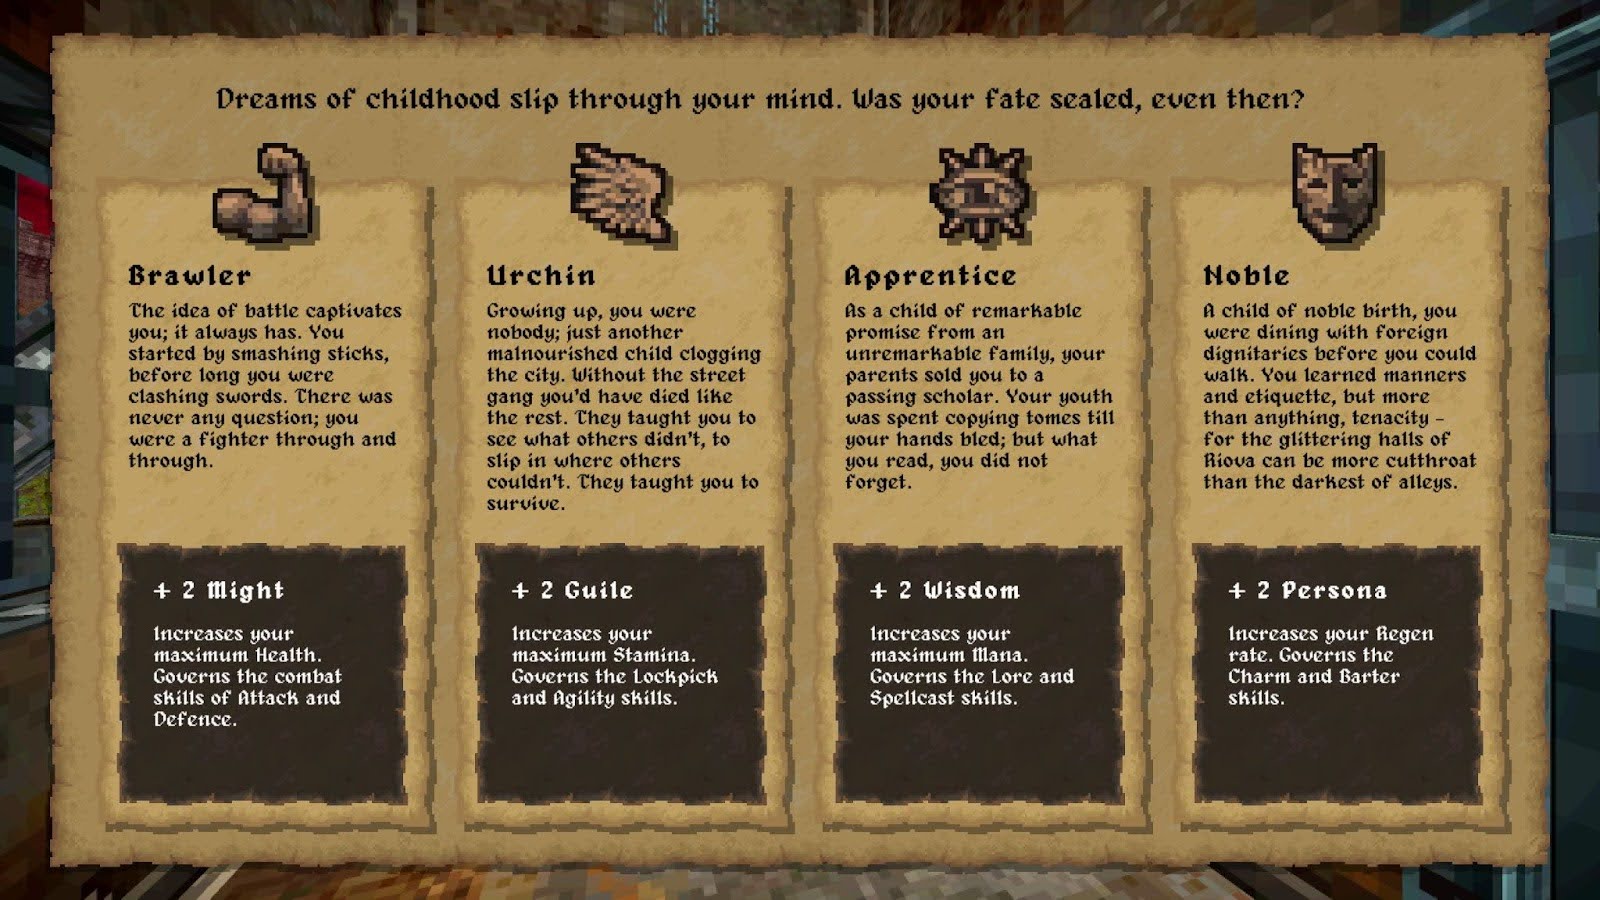 Dreams of childhood slip through your mind. Was your fate sealed, even then?
Brawler
The idea of battle captivates
you; it always has. You
started by smashing sticks,
before long you were
clashing swords. There was
never any question; you
were a fighter through and
through.
+ 2 Might
Increases your
maximum Health.
Governs the combat
skills of Attack and
Defence.
Urchin
Growing up, you were
nobody; just another
malnourished child clogging
the city. Without the street
gang you'd have died like
the rest. They taught you to
see what others didn't, to
slip in where others
couldn't. They taught you to
survive.
+ 2 Guile
Increases your
maximum Stamina.
Governs the Lockpick
and Agility skills.
Apprentice
As a child of remarkable
promise from an
unremarkable family, your
parents sold you to a
passing scholar. Your youth
was spent copying tomes till
your hands bled; but what
you read, you did not
forget.
+ 2 Wisdom
Increases your
maximum Mana.
Governs the Lore and
Spellcast skills.
Noble
A child of noble birth, you
were dining with foreign
dignitaries before you could
walk. You learned manners
and etiquette, but more
than anything, tenacity -
for the glittering halls of
Riova can be more cutthroat
than the darkest of alleys.
+ 2 Persona
Increases your Regen
rate. Governs the
Charm and Barter
skills.